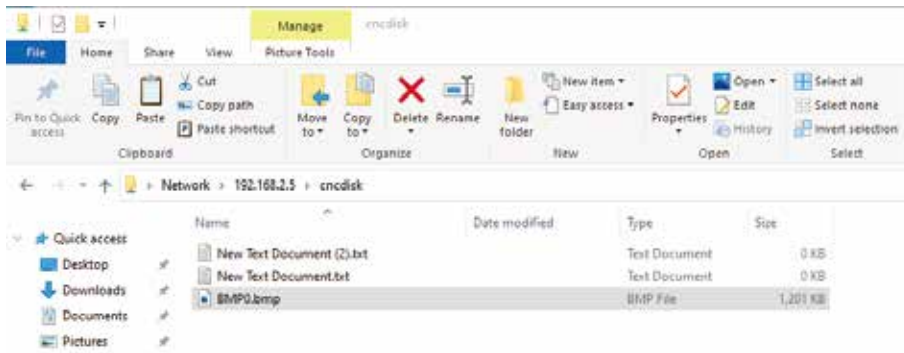 Manage cncdisk
File Home Share View Picture Tools
Cut
Copy path
Paste shortcut
Pin to Quick access
Copy
Paste
Clipboard
Move to
Copy to
Delete
Rename
Organize
New folder
New item
Easy access
New
Properties
Open
Edit
History
Open
Select all
Select none
Invert selection
Select
Network > 192.168.2.5 > cncdisk
Name Date modified Type Size
Quick access
Desktop
Downloads
Documents
Pictures
New Text Document (2).txt Text Document 0 KB
New Text Document.txt Text Document 0 KB
BMP0.bmp BMP File 1,201 KB